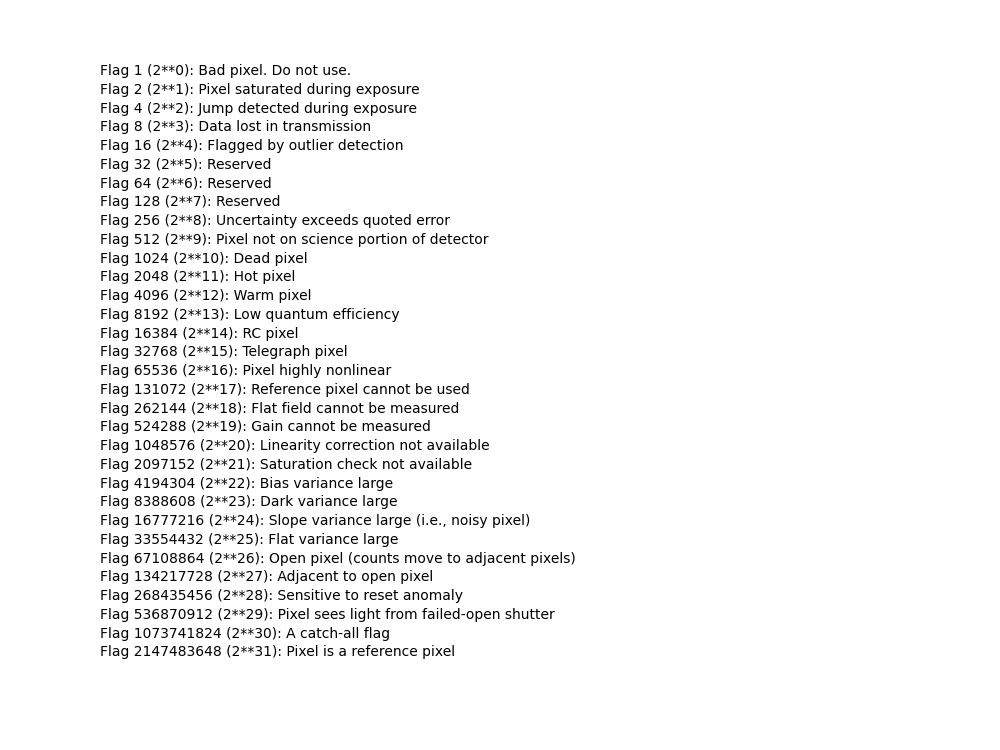 Flag 1 (2**0): Bad pixel. Do not use.
Flag 2 (2**1): Pixel saturated during exposure
Flag 4 (2**2): Jump detected during exposure
Flag 8 (2**3): Data lost in transmission
Flag 16 (2**4): Flagged by outlier detection
Flag 32 (2**5): Reserved
Flag 64 (2**6): Reserved
Flag 128 (2**7): Reserved
Flag 256 (2**8): Uncertainty exceeds quoted error
Flag 512 (2**9): Pixel not on science portion of detector
Flag 1024 (2**10): Dead pixel
Flag 2048 (2**11): Hot pixel
Flag 4096 (2**12): Warm pixel
Flag 8192 (2**13): Low quantum efficiency
Flag 16384 (2**14): RC pixel
Flag 32768 (2**15): Telegraph pixel
Flag 65536 (2**16): Pixel highly nonlinear
Flag 131072 (2**17): Reference pixel cannot be used
Flag 262144 (2**18): Flat field cannot be measured
Flag 524288 (2**19): Gain cannot be measured
Flag 1048576 (2**20): Linearity correction not available
Flag 2097152 (2**21): Saturation check not available
Flag 4194304 (2**22): Bias variance large
Flag 8388608 (2**23): Dark variance large
Flag 16777216 (2**24): Slope variance large (i.e., noisy pixel)
Flag 33554432 (2**25): Flat variance large
Flag 67108864 (2**26): Open pixel (counts move to adjacent pixels)
Flag 134217728 (2**27): Adjacent to open pixel
Flag 268435456 (2**28): Sensitive to reset anomaly
Flag 536870912 (2**29): Pixel sees light from failed-open shutter
Flag 1073741824 (2**30): A catch-all flag
Flag 2147483648 (2**31): Pixel is a reference pixel